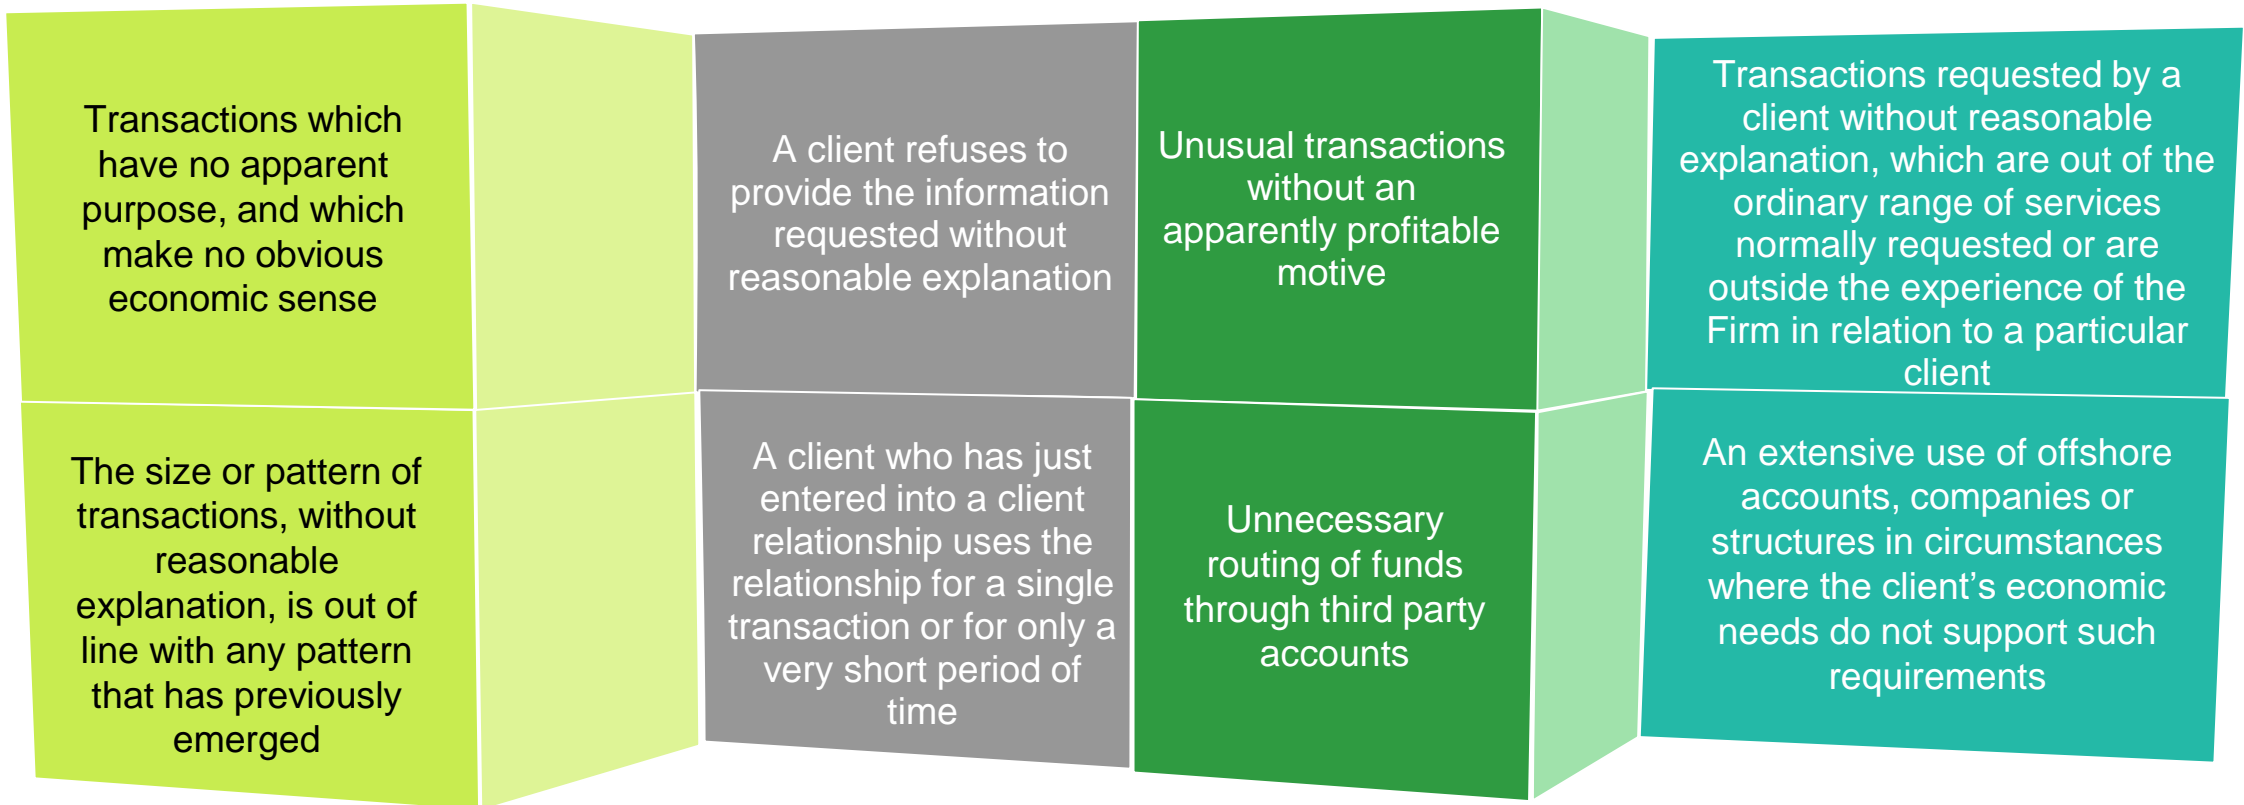 Transactions which
have no apparent
purpose, and which
make no obvious
economic sense
A client refuses to
provide the information
requested without
reasonable explanation
Unusual transactions
without an
apparently profitable
motive
Transactions requested by a
client without reasonable
explanation, which are out of the
ordinary range of services
normally requested or are
outside the experience of the
Firm in relation to a particular
client
The size or pattern of
transactions, without
reasonable
explanation, is out of
line with any pattern
that has previously
emerged
A client who has just
entered into a client
relationship uses the
relationship for a single
transaction or for only a
very short period of
time
Unnecessary
routing of funds
through third party
accounts
An extensive use of offshore
accounts, companies or
structures in circumstances
where the client’s economic
needs do not support such
requirements